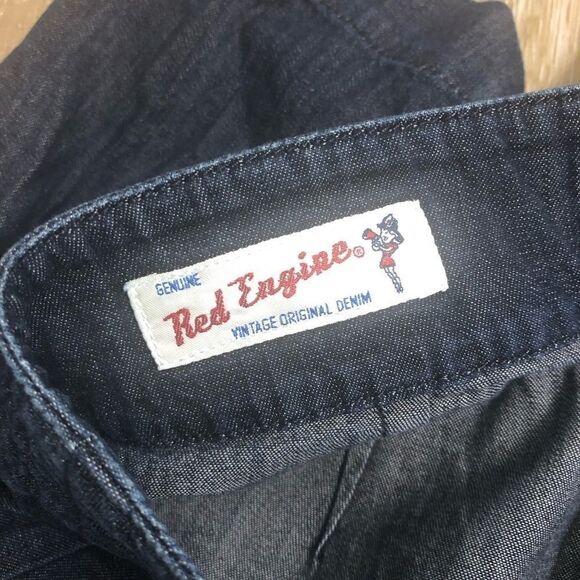 GENUINE
Red Engine®
VINTAGE ORIGINAL DENIM